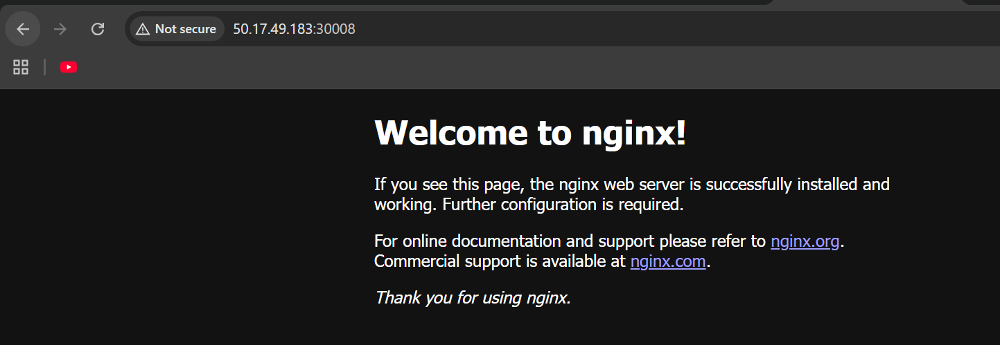 Not secure 50.17.49.183:30008
Welcome to nginx!
If you see this page, the nginx web server is successfully installed and
working. Further configuration is required.
For online documentation and support please refer to nginx.org.
Commercial support is available at nginx.com.
Thank you for using nginx.